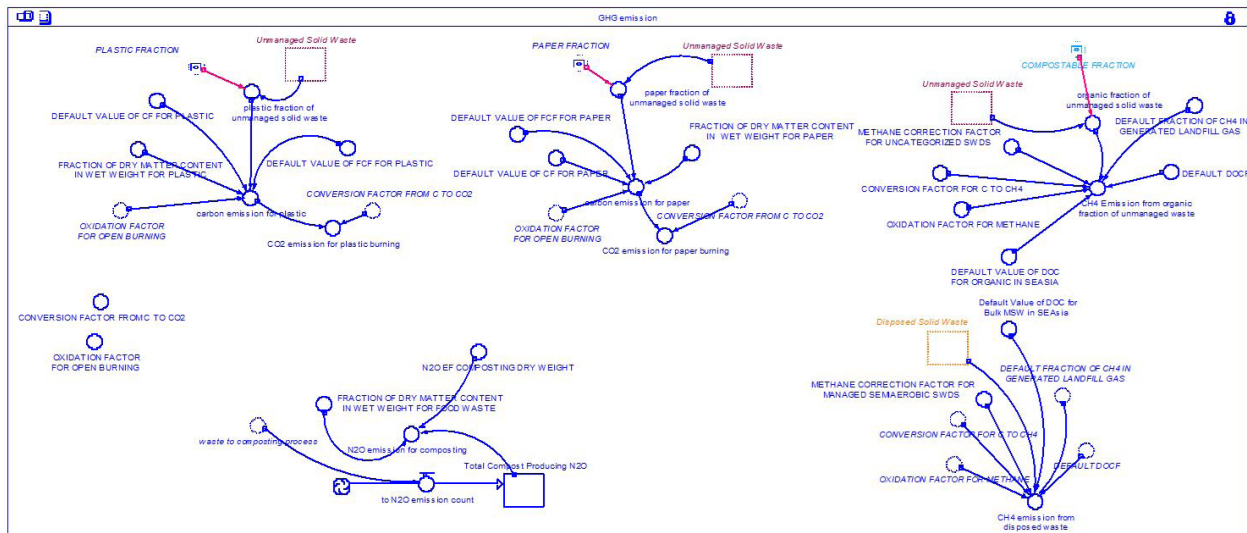 GHG emission
PLASTIC FRACTION
Unmanaged Solid Waste
plastic fraction of
unmanaged solid waste
DEFAULT VALUE OF CF FOR PLASTIC
FRACTION OF DRY MATTER CONTENT
IN WET WEIGHT FOR PLASTIC
DEFAULT VALUE OF FCF FOR PLASTIC
OXIDATION FACTOR
FOR OPEN BURNING
carbon emission for plastic
CONVERSION FACTOR FROM C TO CO2
CO2 emission for plastic burning
PAPER FRACTION
Unmanaged Solid Waste
paper fraction of
unmanaged solid waste
DEFAULT VALUE OF FCF FOR PAPER
FRACTION OF DRY MATTER CONTENT
IN WET WEIGHT FOR PAPER
DEFAULT VALUE OF CF FOR PAPER
carbon emission for paper
OXIDATION FACTOR
FOR OPEN BURNING
CONVERSION FACTOR FROM C TO CO2
CO2 emission for paper burning
COMPOSTABLE FRACTION
Unmanaged Solid Waste
organic fraction of
unmanaged solid waste
METHANE CORRECTION FACTOR
FOR UNCATEGORIZED SWDS
DEFAULT FRACTION OF CH4 IN
GENERATED LANDFILL GAS
CONVERSION FACTOR FOR C TO CH4
DEFAULT DOCF
OXIDATION FACTOR FOR METHANE
CH4 Emission from organic
fraction of unmanaged waste
DEFAULT VALUE OF DOC
FOR ORGANIC IN SEASIA
CONVERSION FACTOR FROM C TO CO2
OXIDATION FACTOR
FOR OPEN BURNING
N2O EF COMPOSTING DRY WEIGHT
FRACTION OF DRY MATTER CONTENT
IN WET WEIGHT FOR FOOD WASTE
waste to composting process
N2O emission for composting
Total Compost Producing N2O
to N2O emission count
Default Value of DOC for
Bulk MSW in SEAsia
Disposed Solid Waste
DEFAULT FRACTION OF CH4 IN
GENERATED LANDFILL GAS
METHANE CORRECTION FACTOR FOR
MANAGED SEMIAEROBIC SWDS
CONVERSION FACTOR FOR C TO CH4
OXIDATION FACTOR FOR METHANE
DEFAULT DOCF
CH4 emission from
disposed waste